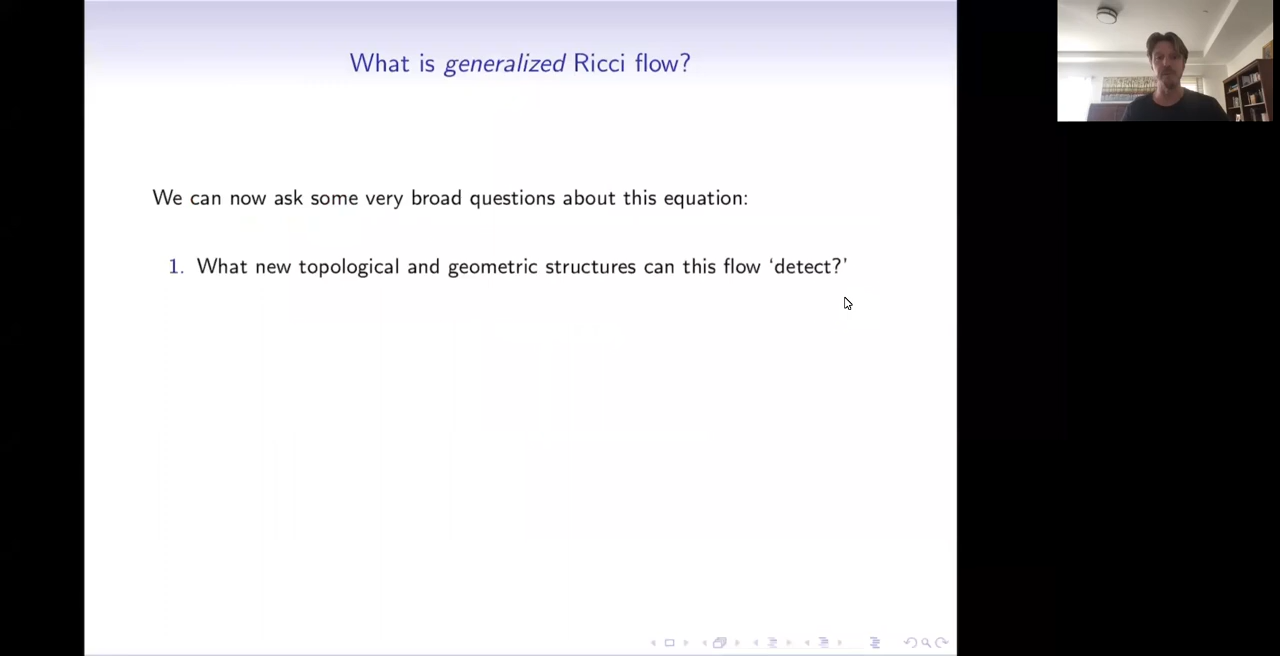 What is generalized Ricci flow?
We can now ask some very broad questions about this equation:
1. What new topological and geometric structures can this flow ‘detect?’